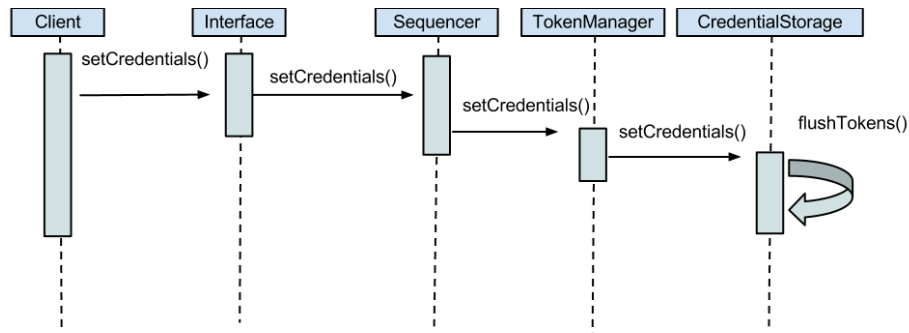 Client
Interface
Sequencer
TokenManager
CredentialStorage
setCredentials()
setCredentials()
setCredentials()
setCredentials()
flushTokens()